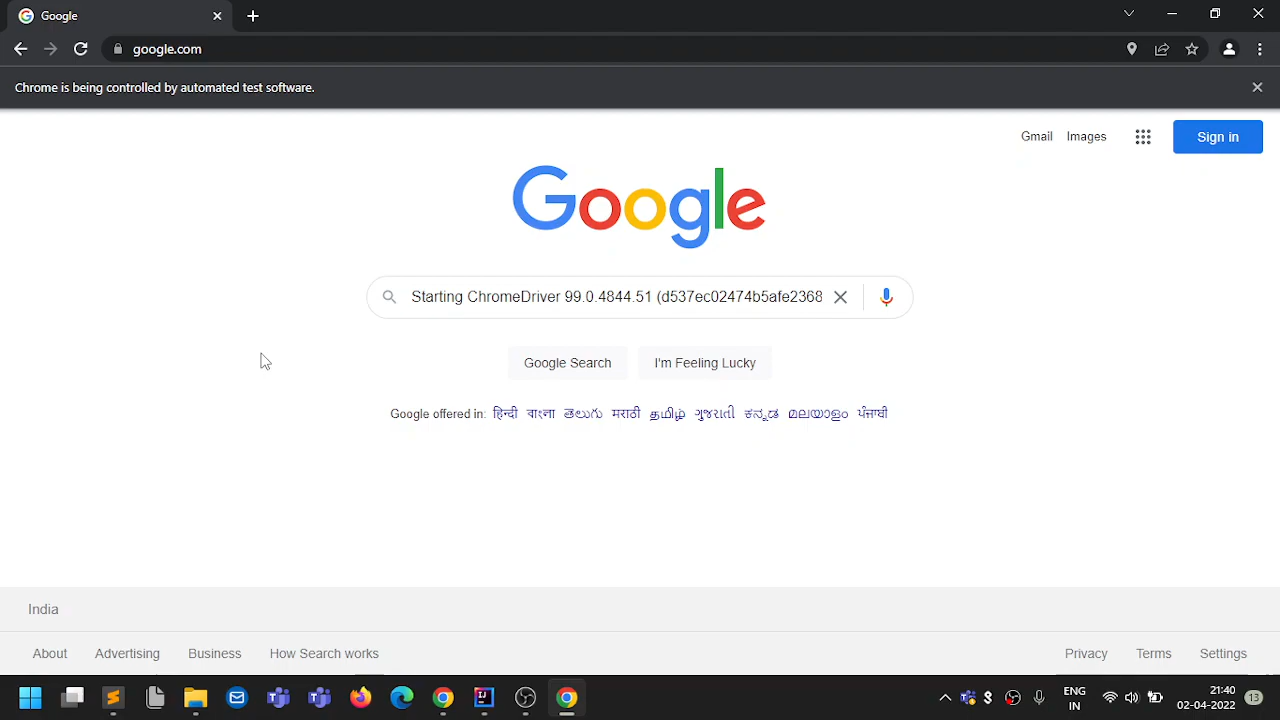 Google
google.com
Chrome is being controlled by automated test software.
Gmail Images Sign in
Google
Starting ChromeDriver 99.0.4844.51 (d537ec02474b5afe2368
Google Search I'm Feeling Lucky
Google offered in: हिन्दी বাংলা తెలుగు मराठी தமிழ் ગુજરાતી ಕನ್ನಡ മലയാളം ਪੰਜਾਬੀ
India
About Advertising Business How Search works Privacy Terms Settings
ENG 21:40
IN 02-04-2022 13